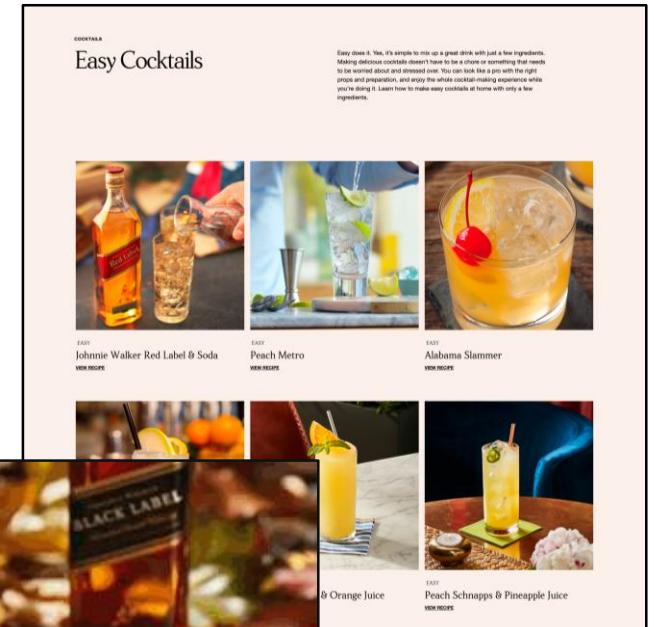 COCKTAILS
Easy Cocktails
Easy does it. Yes, it's simple to mix up a great drink with just a few ingredients.
Making delicious cocktails doesn't have to be a chore or something that needs
to be worried about and stressed over. You can look like a pro with the right
props and preparation, and enjoy the whole cocktail-making experience while
you're doing it. Learn how to make easy cocktails at home with only a few
ingredients.
Red Label
EASY
Johnnie Walker Red Label & Soda
VIEW RECIPE
EASY
Peach Metro
VIEW RECIPE
EASY
Alabama Slammer
VIEW RECIPE
BLACK LABEL
& Orange Juice
EASY
Peach Schnapps & Pineapple Juice
VIEW RECIPE